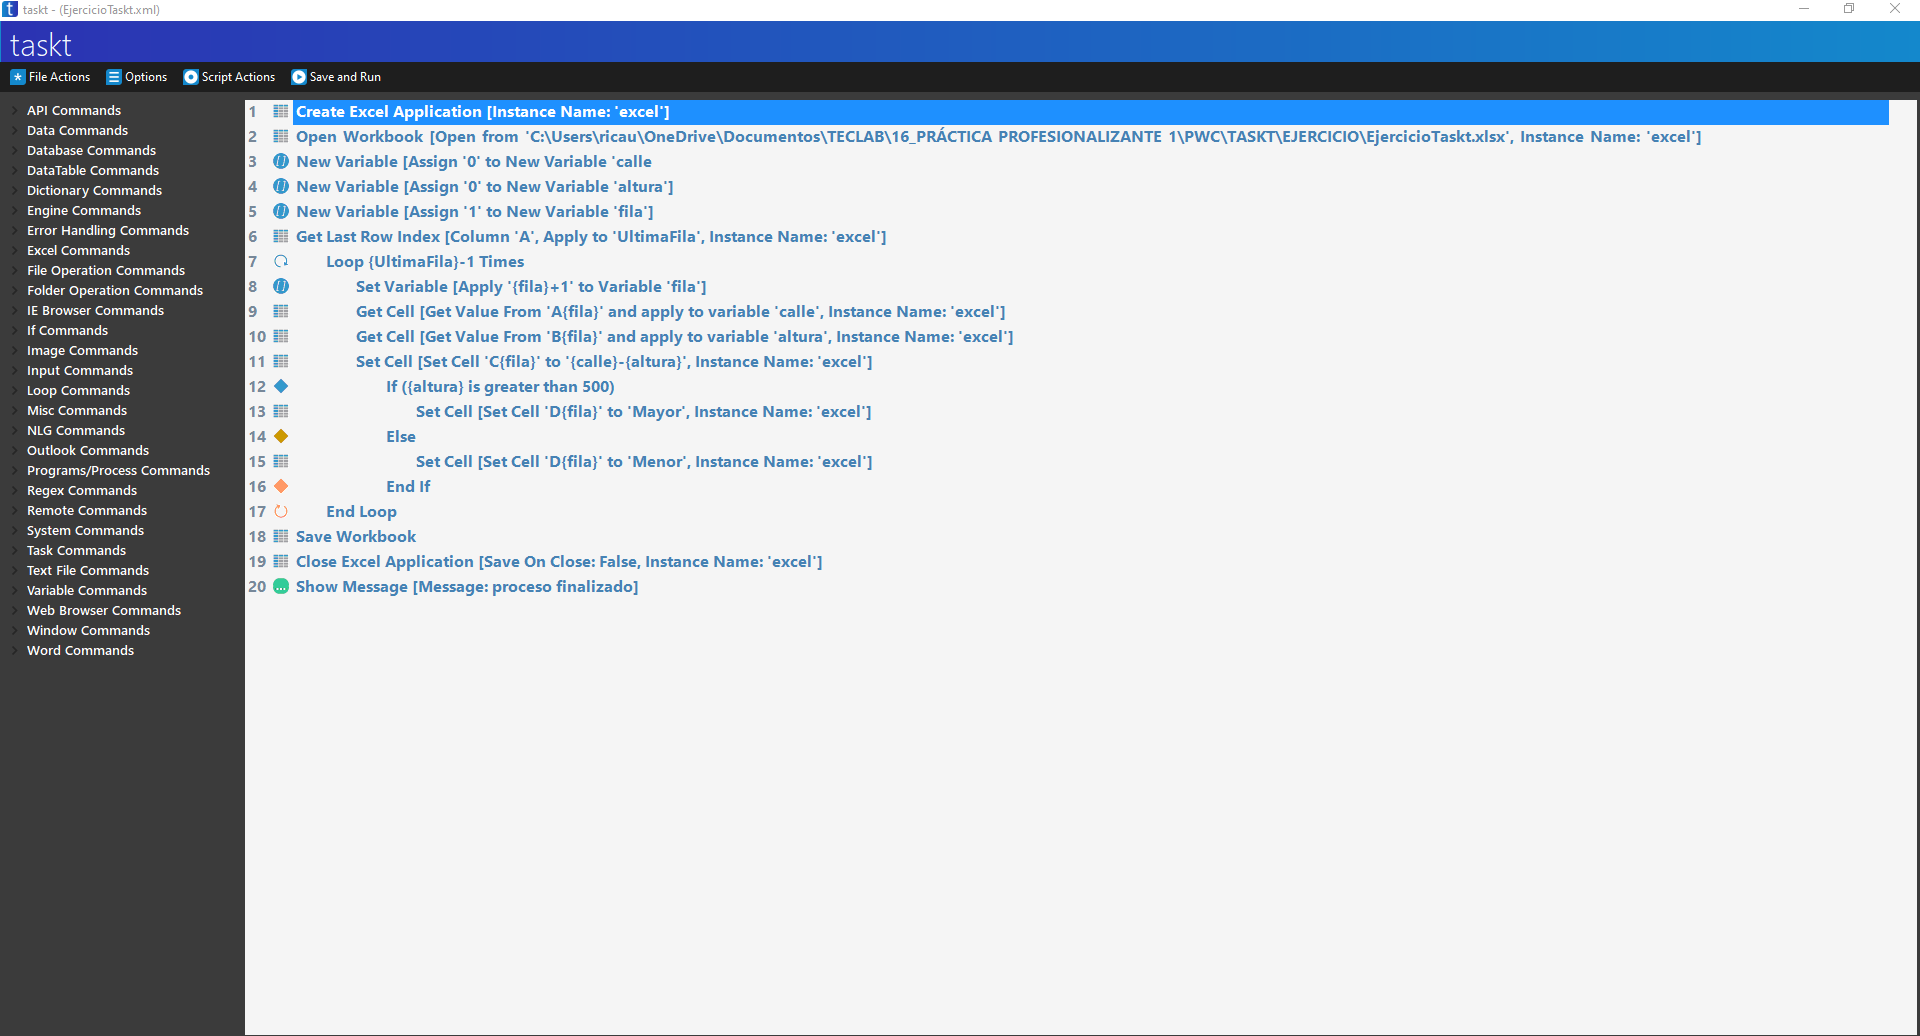 taskt - (EjercicioTaskt.xml)
taskt
File Actions Options Script Actions Save and Run
API Commands
Data Commands
Database Commands
DataTable Commands
Dictionary Commands
Engine Commands
Error Handling Commands
Excel Commands
File Operation Commands
Folder Operation Commands
IE Browser Commands
If Commands
Image Commands
Input Commands
Loop Commands
Misc Commands
NLG Commands
Outlook Commands
Programs/Process Commands
Regex Commands
Remote Commands
System Commands
Task Commands
Text File Commands
Variable Commands
Web Browser Commands
Window Commands
Word Commands
1 Create Excel Application [Instance Name: 'excel']
2 Open Workbook [Open from 'C:\Users\ricau\OneDrive\Documentos\TECLAB\16_PRÁCTICA PROFESIONALIZANTE 1\PWC\TASKT\EJERCICIO\EjercicioTaskt.xlsx', Instance Name: 'excel']
3 New Variable [Assign '0' to New Variable 'calle
4 New Variable [Assign '0' to New Variable 'altura']
5 New Variable [Assign '1' to New Variable 'fila']
6 Get Last Row Index [Column 'A', Apply to 'UltimaFila', Instance Name: 'excel']
7 Loop {UltimaFila}-1 Times
8 Set Variable [Apply '{fila}+1' to Variable 'fila']
9 Get Cell [Get Value From 'A{fila}' and apply to variable 'calle', Instance Name: 'excel']
10 Get Cell [Get Value From 'B{fila}' and apply to variable 'altura', Instance Name: 'excel']
11 Set Cell [Set Cell 'C{fila}' to '{calle}-{altura}', Instance Name: 'excel']
12 If ({altura} is greater than 500)
13 Set Cell [Set Cell 'D{fila}' to 'Mayor', Instance Name: 'excel']
14 Else
15 Set Cell [Set Cell 'D{fila}' to 'Menor', Instance Name: 'excel']
16 End If
17 End Loop
18 Save Workbook
19 Close Excel Application [Save On Close: False, Instance Name: 'excel']
20 Show Message [Message: proceso finalizado]